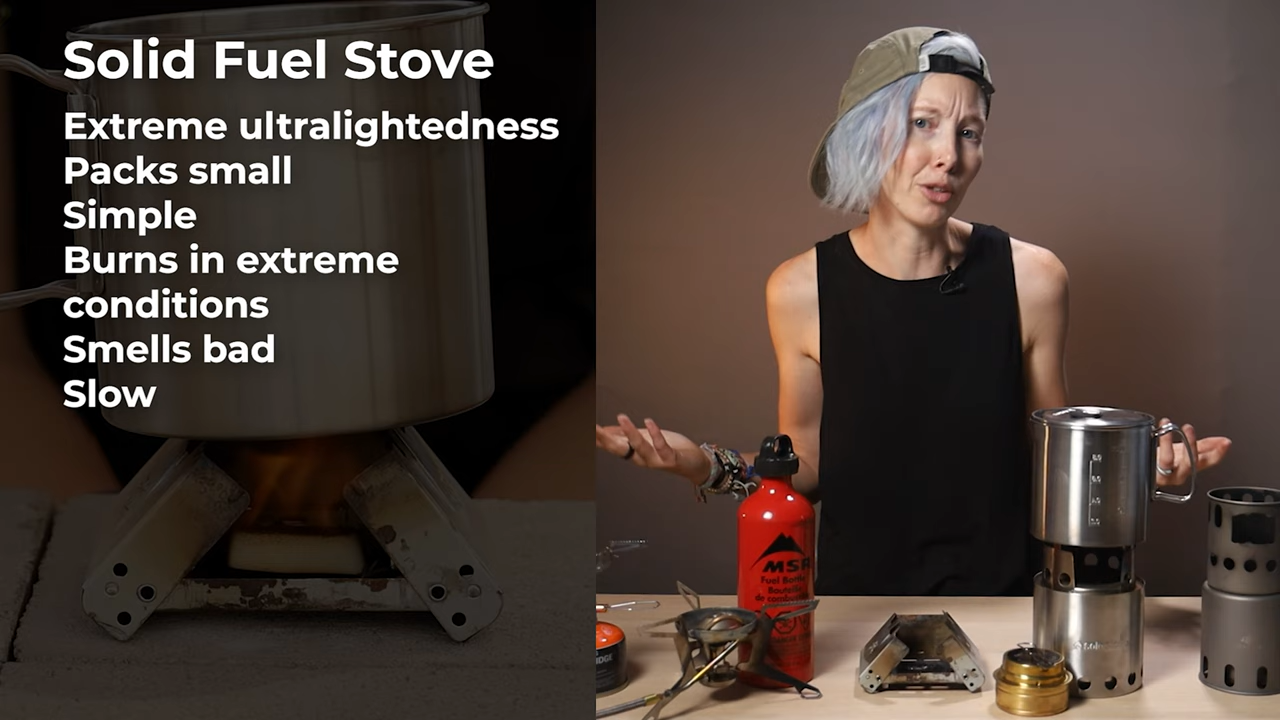 Solid Fuel Stove
Extreme ultralightedness
Packs small
Simple
Burns in extreme
conditions
Smells bad
Slow
MSR
Fuel Bottle